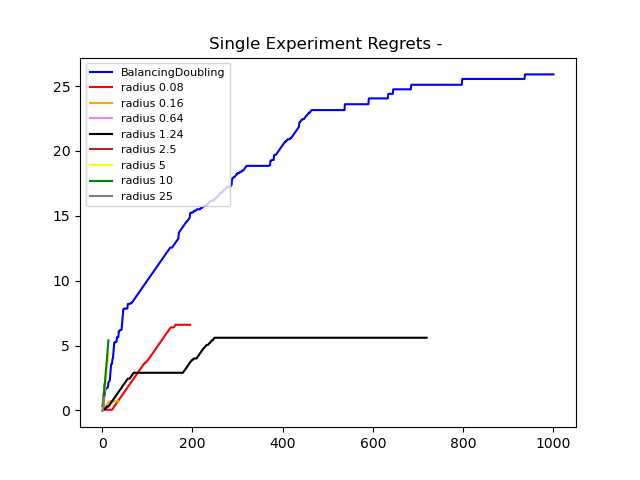 Single Experiment Regrets -
BalancingDoubling
radius 0.08
radius 0.16
radius 0.64
radius 1.24
radius 2.5
radius 5
radius 10
radius 25
25
20
15
10
5
0
0 200 400 600 800 1000